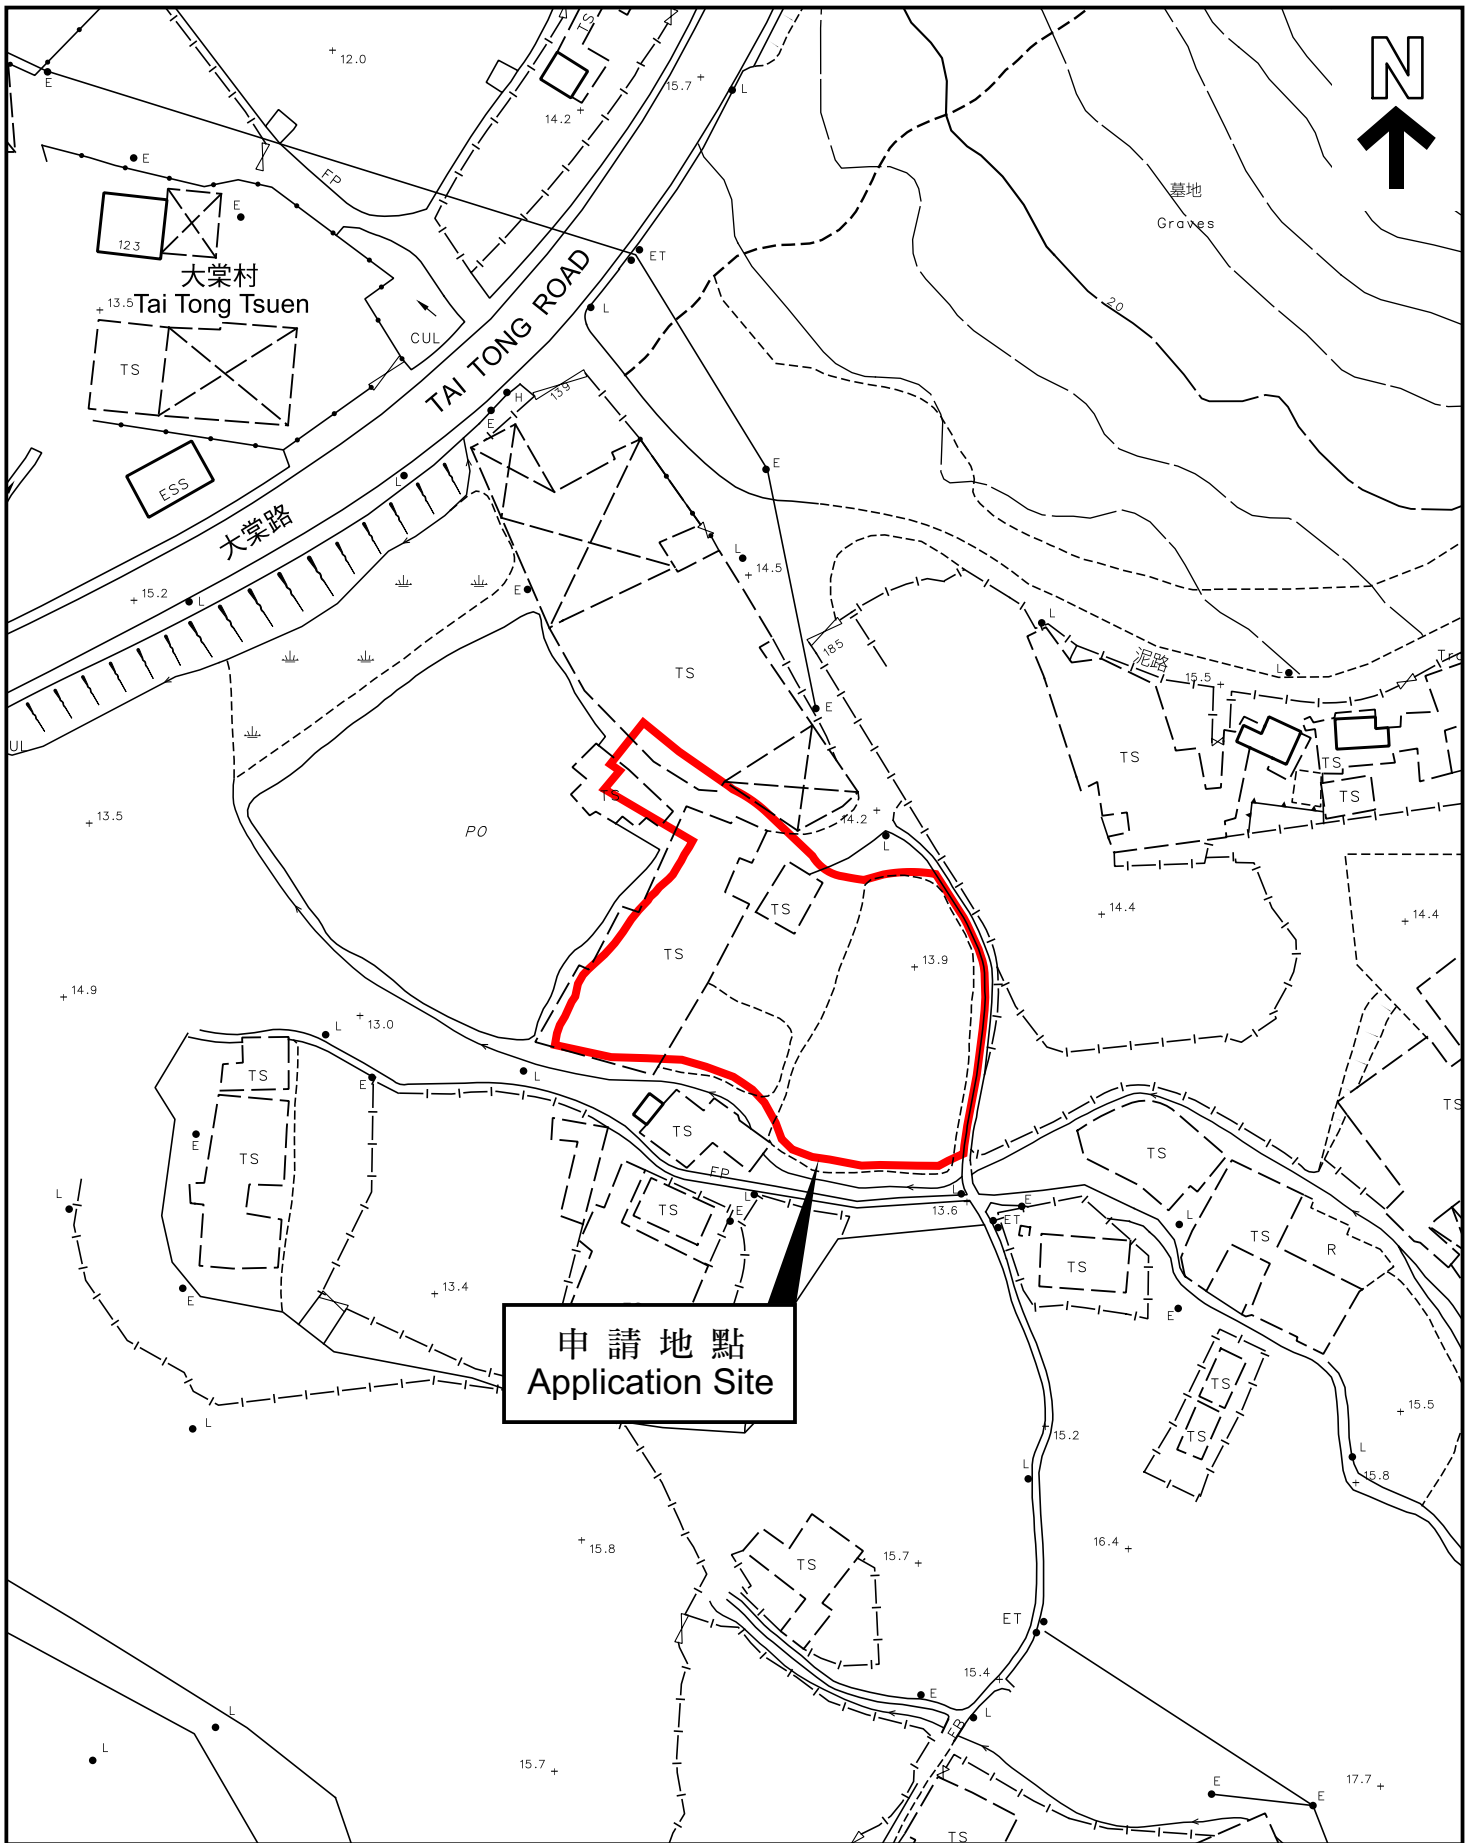 TS
12.0
15.7
L
N
14.2
E
E
FP
墓地
Graves
E
123
大棠村
Tai Tong Tsuen
13.5
ET
L
20
CUL
TS
TAI TONG ROAD
139
H
E
L
ESS
大棠路
L
14.5
E
15.2
L
E
185
L
泥路
15.5
L
TS
E
UL
TS
TS
TS
TS
13.5
PO
14.2
L
TS
14.4
14.4
TS
13.9
14.9
13.0
L
L
E
TS
TS
TS
TS
E
TS
FP
L
L
13.6
L
TS
E
E
ET
L
TS
R
TS
13.4
E
E
申請地點
Application Site
TS
TS
15.5
L
15.2
L
L
15.8
15.8
TS
15.7
16.4
ET
15.4
E
L
FB
L
L
15.7
E
E
17.7
TS